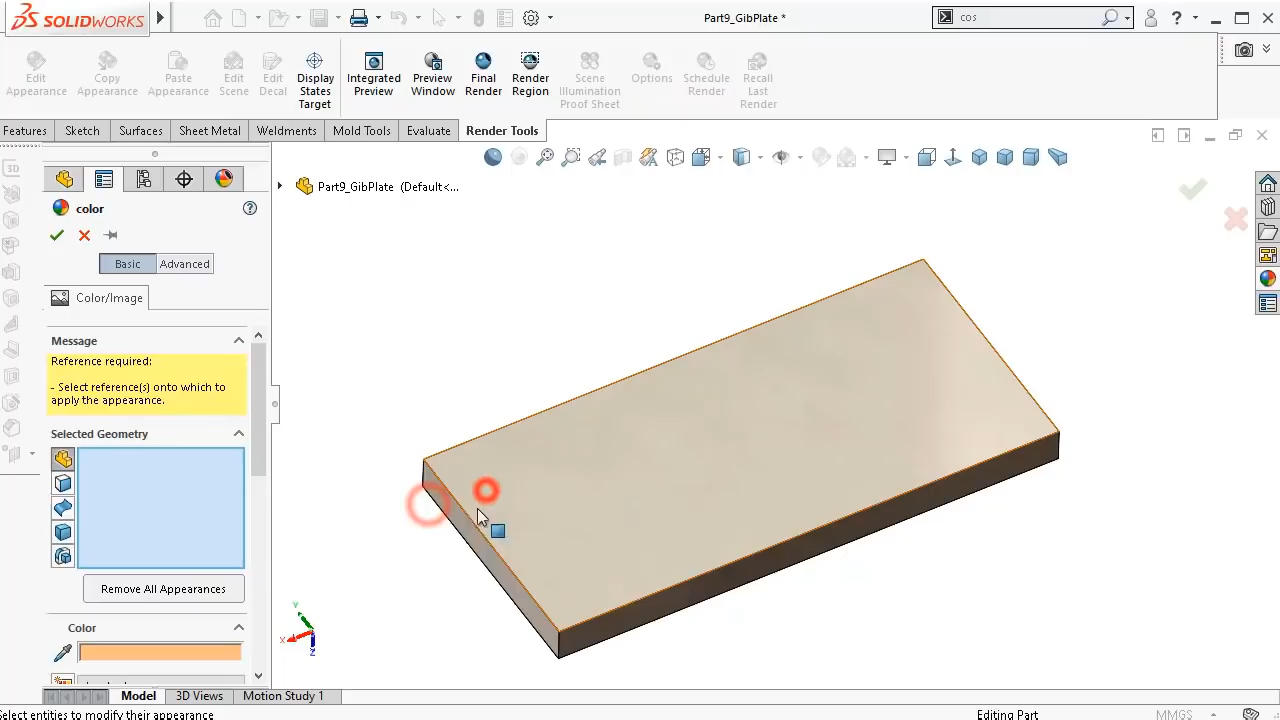 SOLIDWORKS
Part9_GibPlate *
cos
?
Edit Appearance
Copy Appearance
Paste Appearance
Edit Scene
Edit Decal
Display States Target
Integrated Preview
Preview Window
Final Render
Render Region
Scene Illumination Proof Sheet
Options
Schedule Render
Recall Last Render
Features
Sketch
Surfaces
Sheet Metal
Weldments
Mold Tools
Evaluate
Render Tools
3D
Part9_GibPlate (Default<...
color
?
Basic
Advanced
Color/Image
Message
Reference required:
- Select reference(s) onto which to
apply the appearance.
Selected Geometry
Remove All Appearances
Color
Y
X
Z
Model
3D Views
Motion Study 1
Select entities to modify their appearance
Editing Part
MMGS